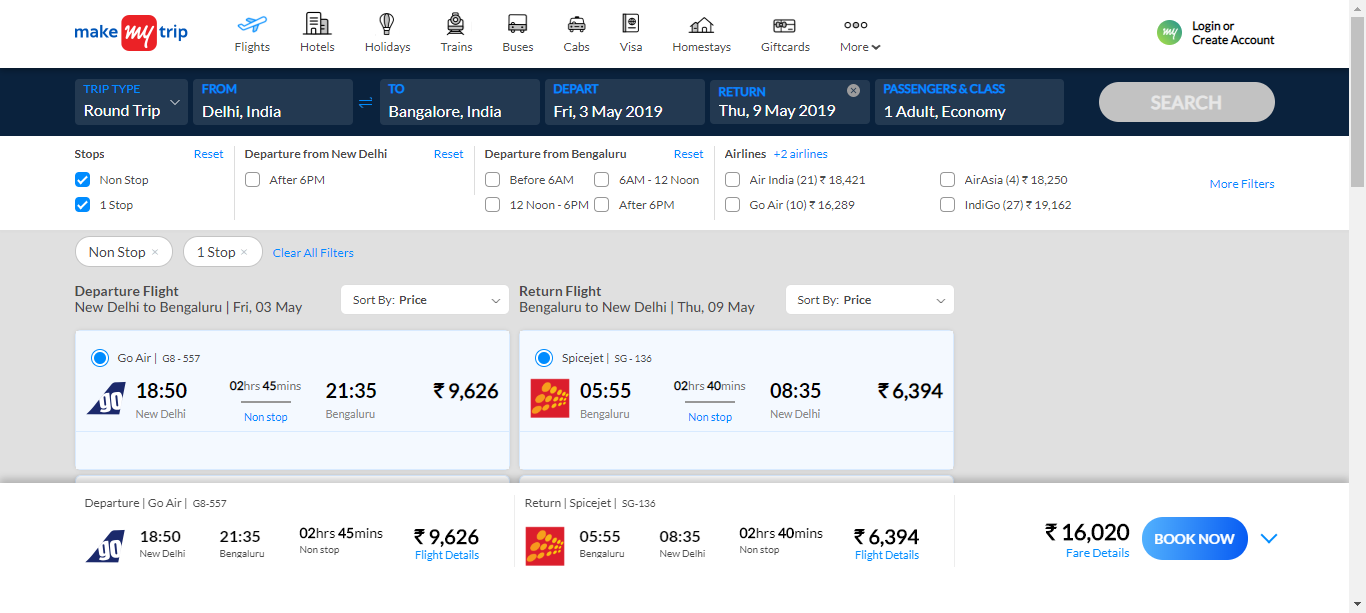 make my trip
Flights
Hotels
Holidays
Trains
Buses
Cabs
Visa
Homestays
Giftcards
More
my
Login or
Create Account
TRIP TYPE
Round Trip
FROM
Delhi, India
TO
Bangalore, India
DEPART
Fri, 3 May 2019
RETURN
Thu, 9 May 2019
PASSENGERS & CLASS
1 Adult, Economy
SEARCH
Stops Reset
Non Stop
1 Stop
Departure from New Delhi Reset
After 6PM
Departure from Bengaluru Reset
Before 6AM 6AM - 12 Noon
12 Noon - 6PM After 6PM
Airlines +2 airlines
Air India (21) ₹ 18,421 AirAsia (4) ₹ 18,250
Go Air (10) ₹ 16,289 IndiGo (27) ₹ 19,162
More Filters
Non Stop × 1 Stop × Clear All Filters
Departure Flight
New Delhi to Bengaluru | Fri, 03 May
Sort By: Price
Return Flight
Bengaluru to New Delhi | Thu, 09 May
Sort By: Price
Go Air | G8 - 557
go
18:50 02hrs 45mins 21:35 ₹ 9,626
New Delhi Non stop Bengaluru
Spicejet | SG - 136
05:55 02hrs 40mins 08:35 ₹ 6,394
Bengaluru Non stop New Delhi
Departure | Go Air | G8-557
go
18:50 21:35 02hrs 45mins ₹ 9,626
New Delhi Bengaluru Non stop Flight Details
Return | Spicejet | SG-136
05:55 08:35 02hrs 40mins ₹ 6,394
Bengaluru New Delhi Non stop Flight Details
₹ 16,020
Fare Details
BOOK NOW